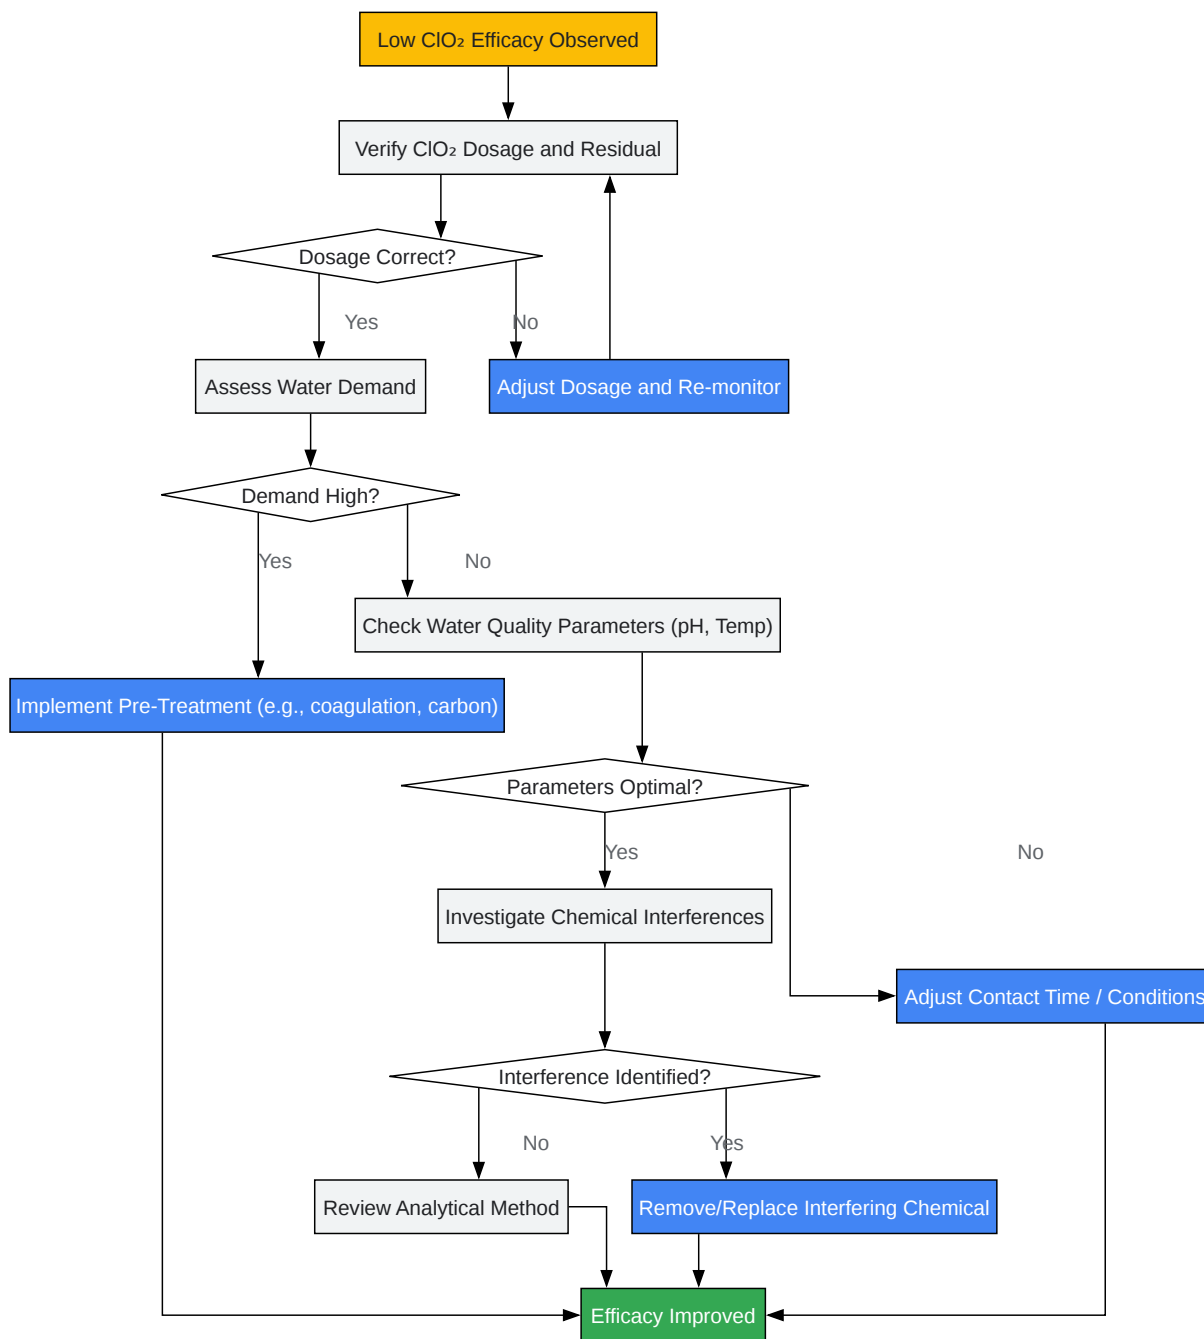 Low ClO₂ Efficacy Observed
Verify ClO₂ Dosage and Residual
Dosage Correct?
Yes
No
Assess Water Demand
Adjust Dosage and Re-monitor
Demand High?
Yes
No
Check Water Quality Parameters (pH, Temp)
Implement Pre-Treatment (e.g., coagulation, carbon)
Parameters Optimal?
Yes
No
Investigate Chemical Interferences
Adjust Contact Time / Conditions
Interference Identified?
No
Yes
Review Analytical Method
Remove/Replace Interfering Chemical
Efficacy Improved